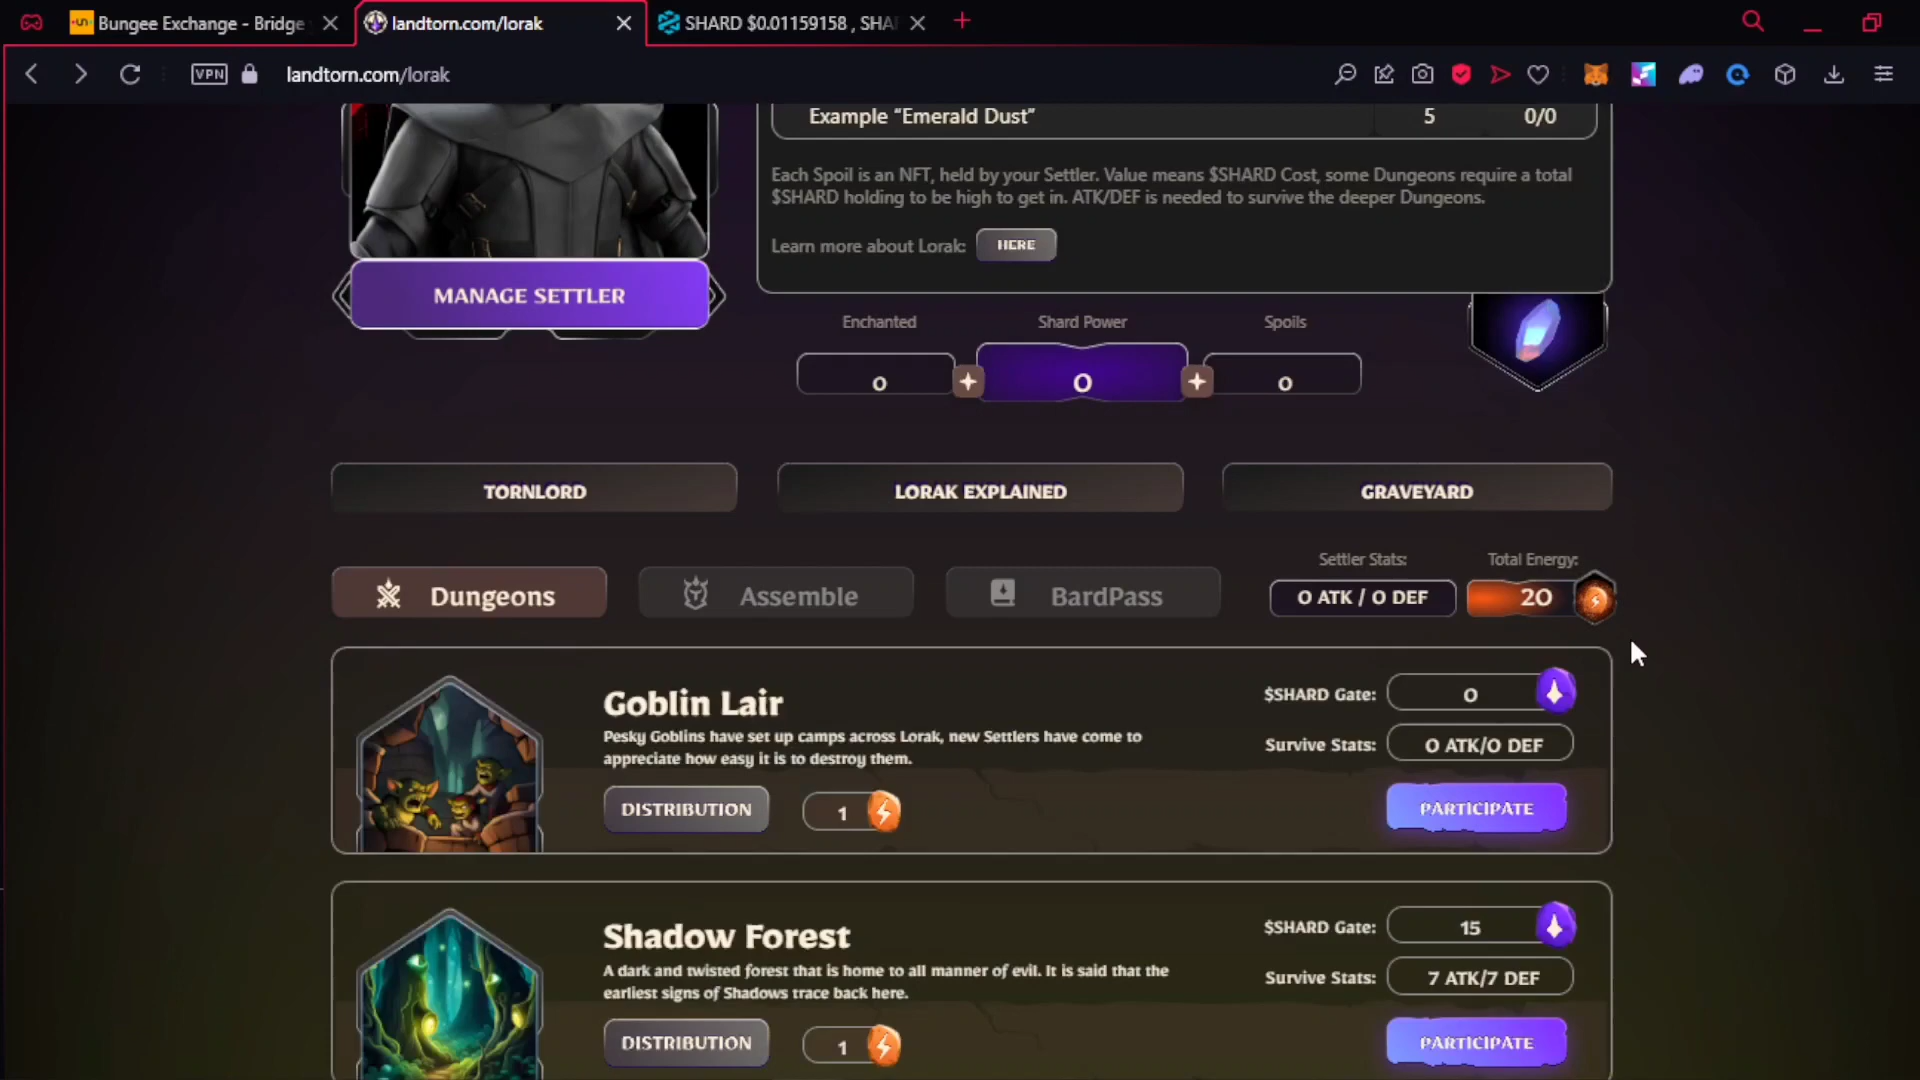 Bungee Exchange - Bridge
landtorn.com/lorak
SHARD $0.01159158 , SHA
VPN
landtorn.com/lorak
Example “Emerald Dust”
5
0/0
Each Spoil is an NFT, held by your Settler. Value means $SHARD Cost, some Dungeons require a total
$SHARD holding to be high to get in. ATK/DEF is needed to survive the deeper Dungeons.
Learn more about Lorak:
HERE
MANAGE SETTLER
Enchanted
Shard Power
Spoils
0
0
0
TORNLORD
LORAK EXPLAINED
GRAVEYARD
Settler Stats:
Total Energy:
Dungeons
Assemble
BardPass
0 ATK / 0 DEF
20
Goblin Lair
$SHARD Gate:
0
Pesky Goblins have set up camps across Lorak, new Settlers have come to
appreciate how easy it is to destroy them.
Survive Stats:
0 ATK/0 DEF
DISTRIBUTION
1
PARTICIPATE
Shadow Forest
$SHARD Gate:
15
A dark and twisted forest that is home to all manner of evil. It is said that the
earliest signs of Shadows trace back here.
Survive Stats:
7 ATK/7 DEF
DISTRIBUTION
1
PARTICIPATE